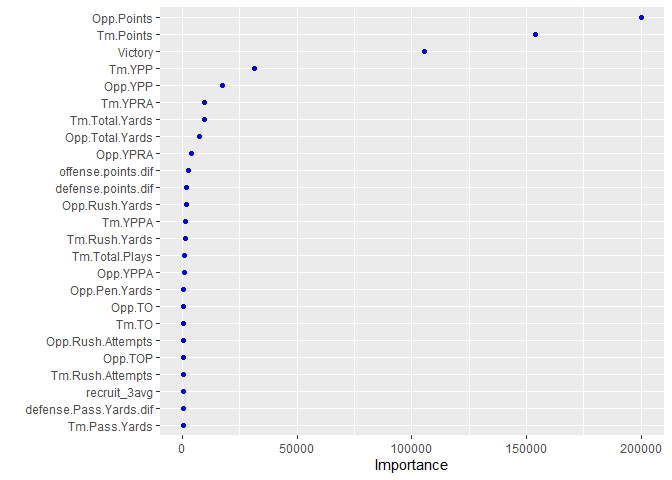 Opp.Points
Tm.Points
Victory
Tm.YPP
Opp.YPP
Tm.YPRA
Tm.Total.Yards
Opp.Total.Yards
Opp.YPRA
offense.points.dif
defense.points.dif
Opp.Rush.Yards
Tm.YPPA
Tm.Rush.Yards
Tm.Total.Plays
Opp.YPPA
Opp.Pen.Yards
Opp.TO
Tm.TO
Opp.Rush.Attempts
Opp.TOP
Tm.Rush.Attempts
recruit_3avg
defense.Pass.Yards.dif
Tm.Pass.Yards
0 50000 100000 150000 200000
Importance